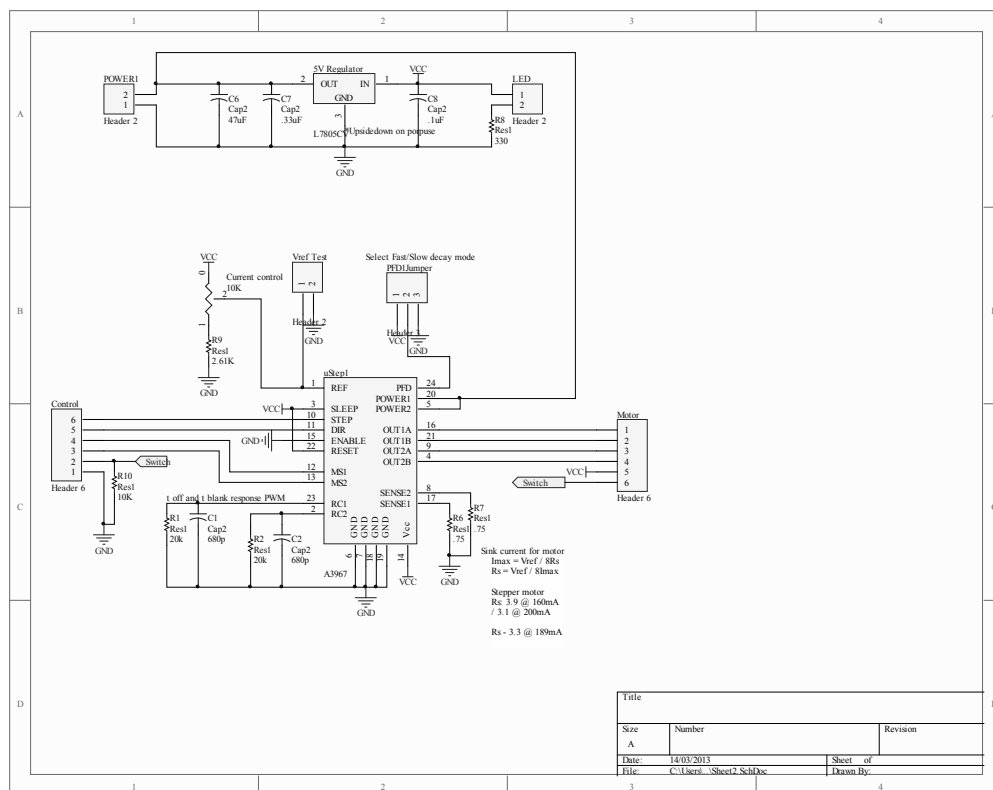 1 2 3 4
A
B
C
D
POWER1
2
1
Header 2
C6
Cap2
47uF
C7
Cap2
.33uF
5V Regulator
2 OUT IN 1
GND
3
L7805CV
*Upsidedown on porpuse
GND
VCC
C8
Cap2
.1uF
LED
1
2
Header 2
R8
Res1
330
VCC
0
Current control
10K
2
1
R9
Res1
2.61K
GND
Vref Test
1 2
Header 2
GND
Select Fast/Slow decay mode
PFD1Jumper
1 2 3
Header 3
VCC
GND
uStep1
1 REF
3 SLEEP
10 STEP
11 DIR
15 ENABLE
22 RESET
12 MS1
13 MS2
23 RC1
2 RC2
PFD 24
POWER1 20
POWER2 5
OUT1A 16
OUT1B 21
OUT2A 9
OUT2B 4
SENSE2 8
SENSE1 17
GND GND GND GND Vcc
6 7 18 19 14
A3967
VCC
GND
VCC
GND
Control
6
5
4
3
2
1
Header 6
Switch
R10
Res1
10K
GND
t off and t blank response PWM
R1
Res1
20k
C1
Cap2
680p
R2
Res1
20k
C2
Cap2
680p
R6
Res1
.75
R7
Res1
.75
GND
Motor
1
2
3
4
5
6
Header 6
VCC
Switch
Sink current for motor
Imax = Vref / 8Rs
Rs = Vref / 8Imax
Stepper motor
Rs: 3.9 @ 160mA
/ 3.1 @ 200mA
Rs - 3.3 @ 189mA
Title
Size Number Revision
A
Date: 14/03/2013 Sheet of
File: C:\Users\...\Sheet2.SchDoc Drawn By:
1 2 3